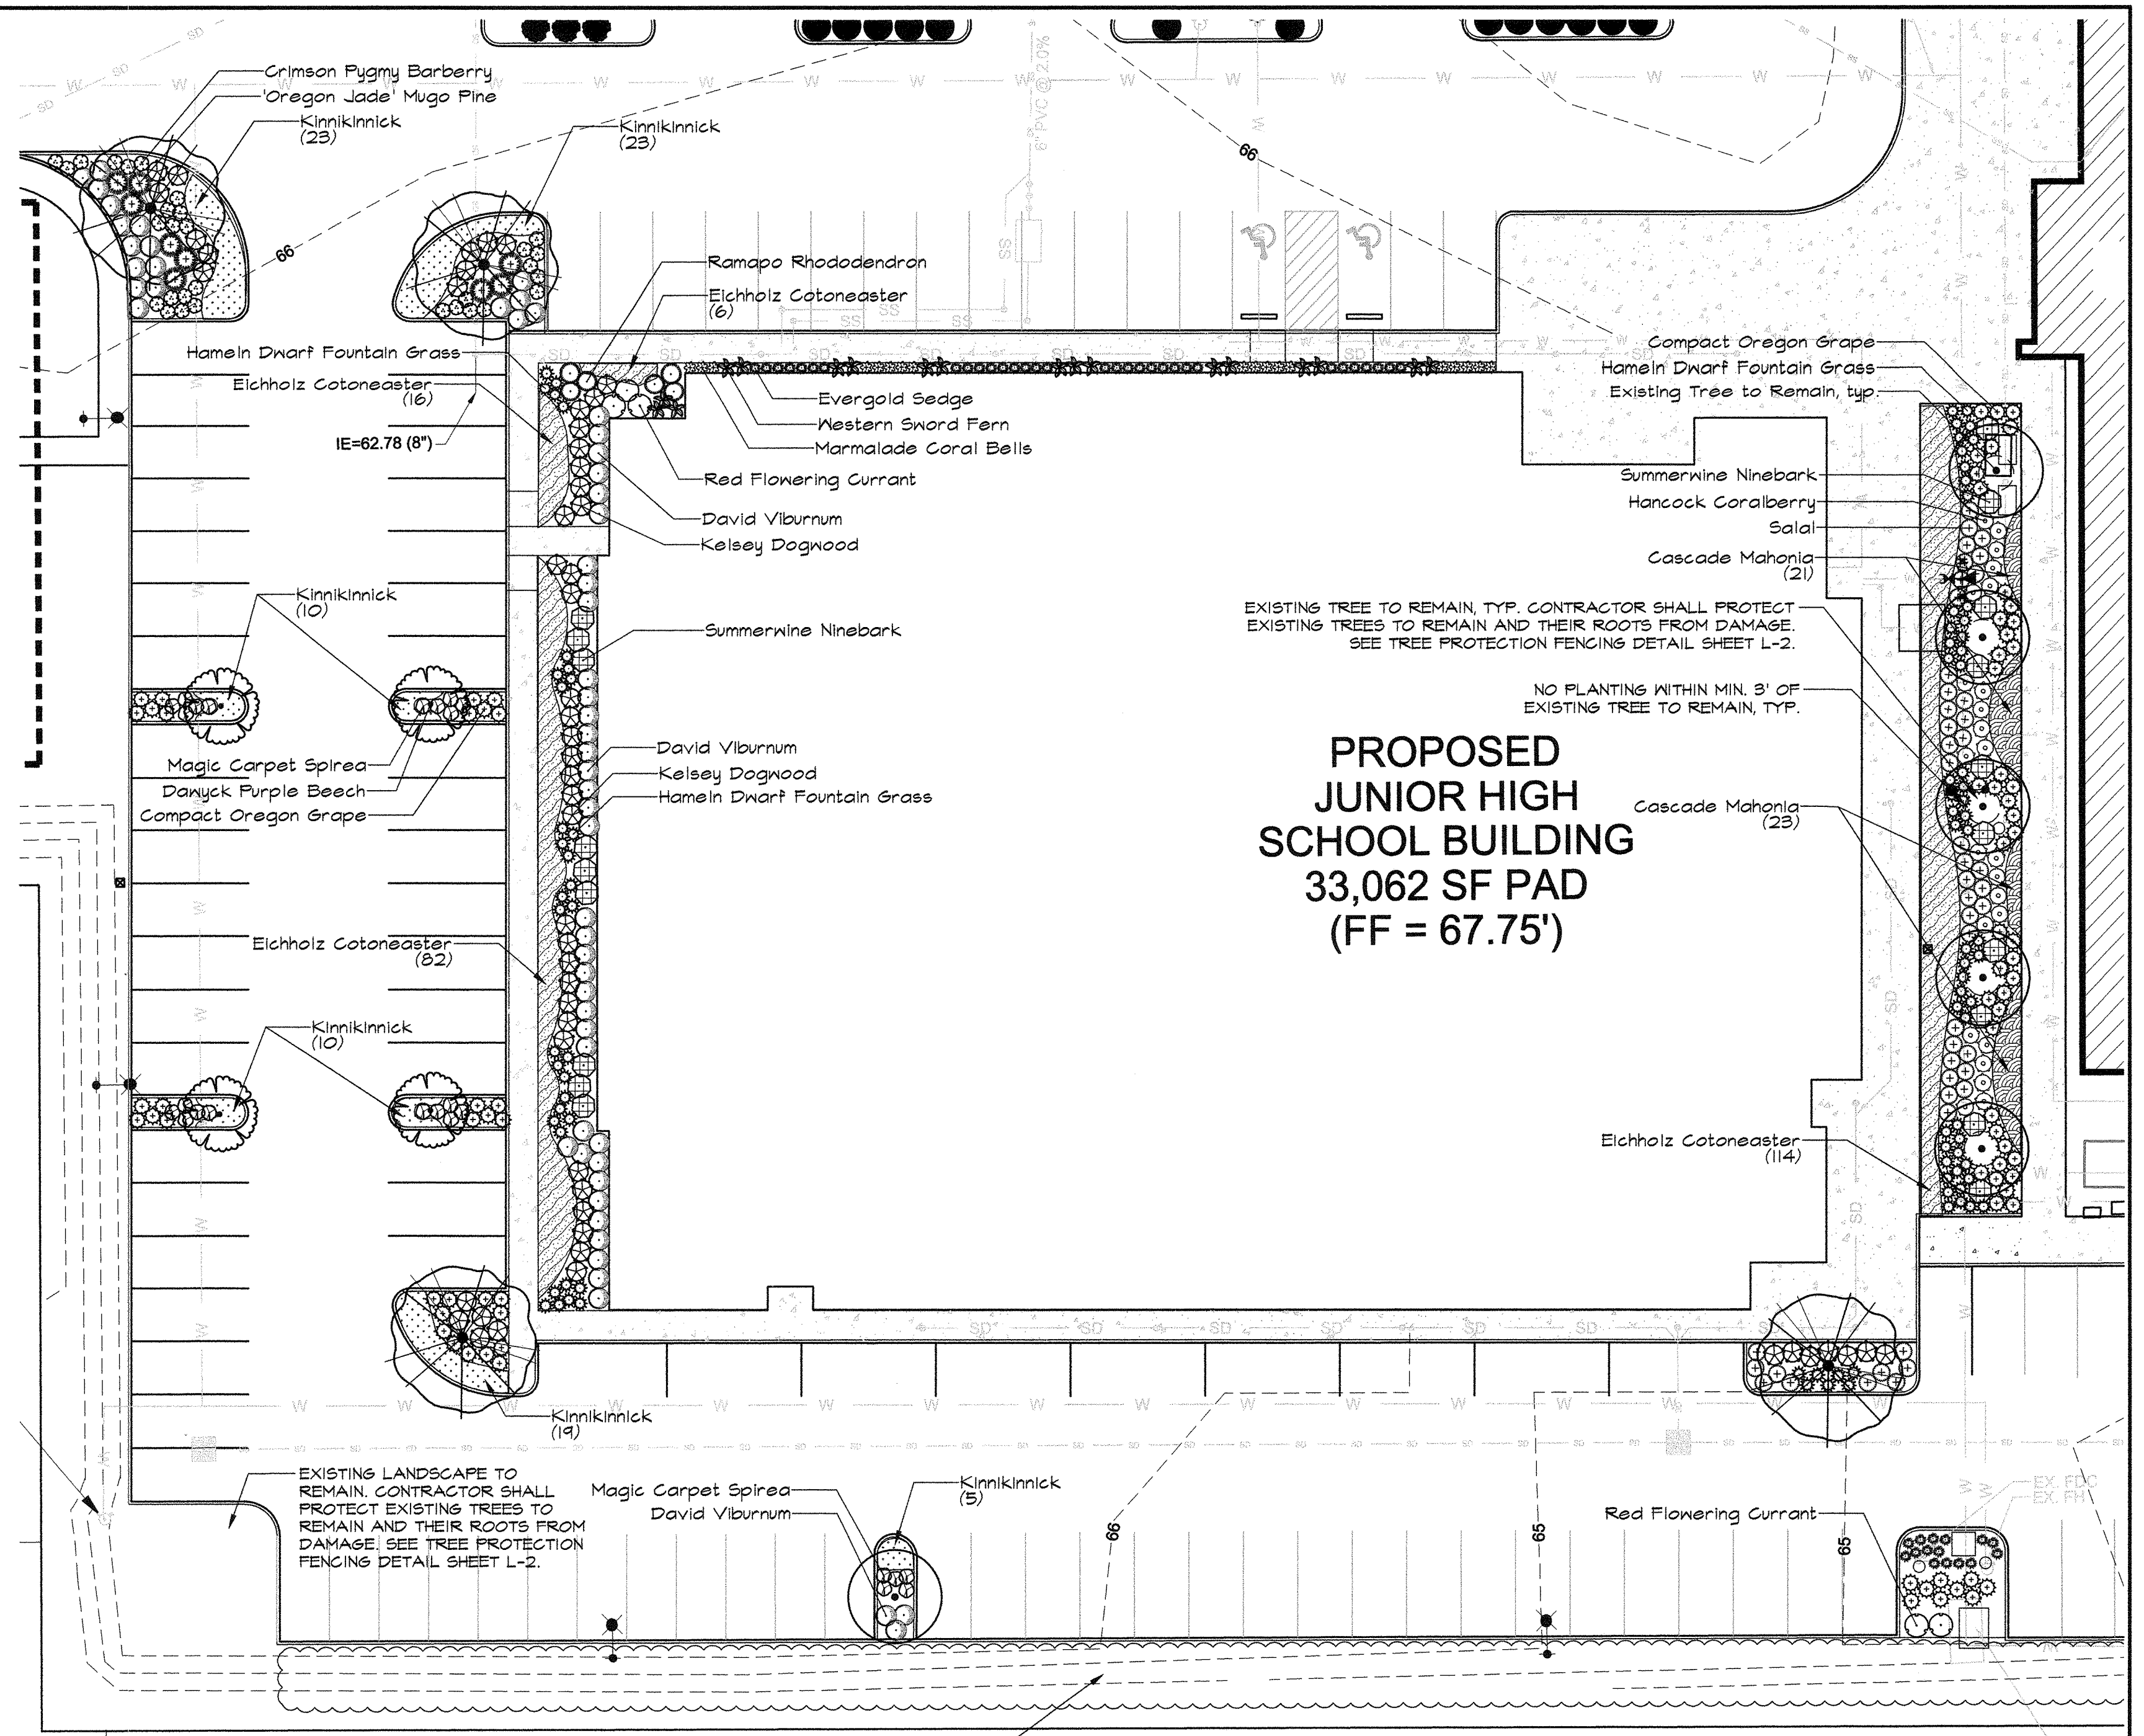 Crimson Pygmy Barberry
'Oregon Jade' Mugo Pine
Kinnikinnick
(23)
Kinnikinnick
(23)
6" PVC @ 2.0%
66
66
Ramapo Rhododendron
Eichholz Cotoneaster
(6)
Hameln Dwarf Fountain Grass
Eichholz Cotoneaster
(16)
IE=62.78 (8")
Evergold Sedge
Western Sword Fern
Marmalade Coral Bells
Red Flowering Currant
David Viburnum
Kelsey Dogwood
Compact Oregon Grape
Hameln Dwarf Fountain Grass
Existing Tree to Remain, typ.
Summerwine Ninebark
Hancock Coralberry
Salal
Cascade Mahonia
(21)
EXISTING TREE TO REMAIN, TYP. CONTRACTOR SHALL PROTECT
EXISTING TREES TO REMAIN AND THEIR ROOTS FROM DAMAGE.
SEE TREE PROTECTION FENCING DETAIL SHEET L-2.
NO PLANTING WITHIN MIN. 3' OF
EXISTING TREE TO REMAIN, TYP.
Kinnikinnick
(10)
Summerwine Ninebark
Magic Carpet Spirea
Dawyck Purple Beech
Compact Oregon Grape
David Viburnum
Kelsey Dogwood
Hameln Dwarf Fountain Grass
PROPOSED
JUNIOR HIGH
SCHOOL BUILDING
33,062 SF PAD
(FF = 67.75')
Cascade Mahonia
(23)
Eichholz Cotoneaster
(82)
Kinnikinnick
(10)
Eichholz Cotoneaster
(114)
Kinnikinnick
(19)
EXISTING LANDSCAPE TO
REMAIN. CONTRACTOR SHALL
PROTECT EXISTING TREES TO
REMAIN AND THEIR ROOTS FROM
DAMAGE. SEE TREE PROTECTION
FENCING DETAIL SHEET L-2.
Magic Carpet Spirea
David Viburnum
Kinnikinnick
(5)
66
65
65
Red Flowering Currant
EX. FDC
EX. FH